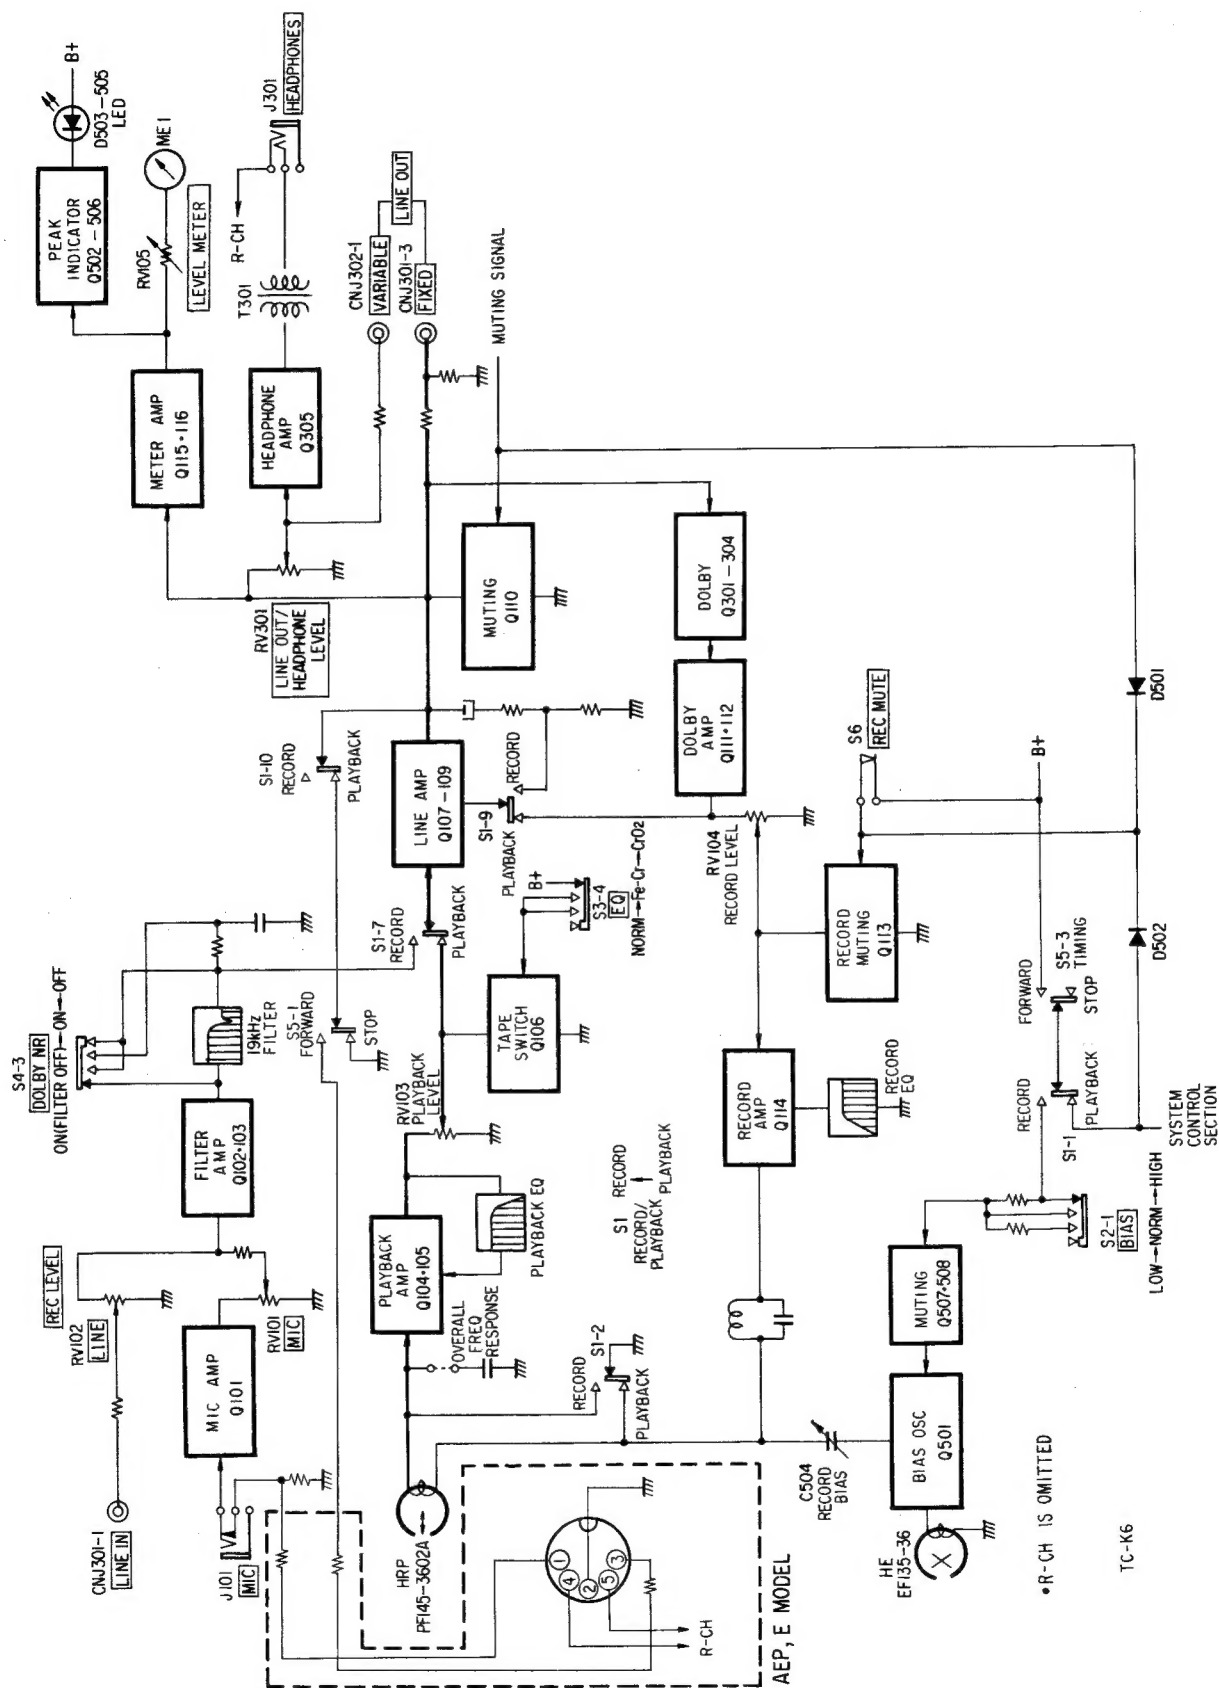 CNJ301-1
LINE IN
RV102
LINE
REC LEVEL
J101
MIC
MIC AMP
Q101
RV101
MIC
FILTER
AMP
Q102•103
S4-3
DOLBY NR
ON(FILTER OFF)→ON→OFF
19kHz
FILTER
S5-1
FORWARD
STOP
S1-7
RECORD
PLAYBACK
S1-10
RECORD
PLAYBACK
RV301
LINE OUT/
HEADPHONE
LEVEL
METER AMP
Q115•116
RV105
LEVEL METER
ME1
PEAK
INDICATOR
Q502-506
D503-505
LED
B+
HEADPHONE
AMP
Q305
T301
R-CH
J301
HEADPHONES
CNJ302-1
VARIABLE
CNJ301-3
FIXED
LINE OUT
MUTING SIGNAL
HRP
PF145-3602A
OVERALL
FREQ
RESPONSE
PLAYBACK
AMP
Q104•105
PLAYBACK EQ
RV103
PLAYBACK
LEVEL
TAPE
SWITCH
Q106
B+
S3-4
EQ
NORM→Fe-Cr→CrO2
LINE AMP
Q107-109
S1-9
PLAYBACK
RECORD
MUTING
Q110
DOLBY
Q301-304
DOLBY
AMP
Q111•112
RV104
RECORD LEVEL
S1-2
RECORD
PLAYBACK
S1
RECORD/
PLAYBACK
RECORD
PLAYBACK
RECORD
AMP
Q114
RECORD
EQ
RECORD
MUTING
Q113
S6
REC MUTE
B+
D501
D502
S5-3
TIMING
FORWARD
STOP
S1-1
RECORD
PLAYBACK
SYSTEM
CONTROL
SECTION
S2-1
BIAS
LOW→NORM→HIGH
MUTING
Q507•508
BIAS OSC
Q501
C504
RECORD
BIAS
HE
EF135-36
1
4
2
5
3
R-CH
AEP, E MODEL
•R-CH IS OMITTED
TC-K6